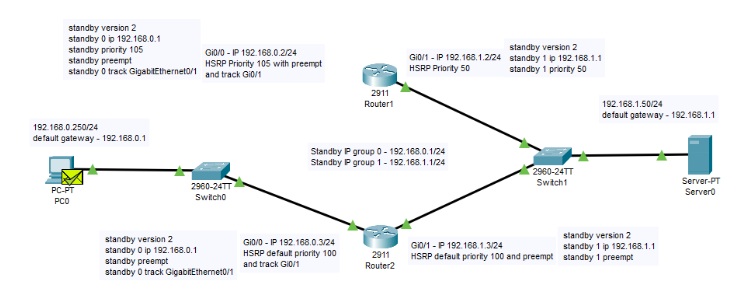 standby version 2
standby 0 ip 192.168.0.1
standby priority 105
standby preempt
standby 0 track GigabitEthernet0/1
Gi0/0 - IP 192.168.0.2/24
HSRP Priority 105 with preempt
and track Gi0/1
Gi0/1 - IP 192.168.1.2/24
HSRP Priority 50
standby version 2
standby 1 ip 192.168.1.1
standby 1 priority 50
2911
Router1
192.168.1.50/24
default gateway - 192.168.1.1
192.168.0.250/24
default gateway - 192.168.0.1
Standby IP group 0 - 192.168.0.1/24
Standby IP group 1 - 192.168.1.1/24
PC-PT
PC0
2960-24TT
Switch0
2960-24TT
Switch1
Server-PT
Server0
standby version 2
standby 0 ip 192.168.0.1
standby preempt
standby 0 track GigabitEthernet0/1
Gi0/0 - IP 192.168.0.3/24
HSRP default priority 100
and track Gi0/1
2911
Router2
Gi0/1 - IP 192.168.1.3/24
HSRP default priority 100 and preempt
standby version 2
standby 1 ip 192.168.1.1
standby 1 preempt